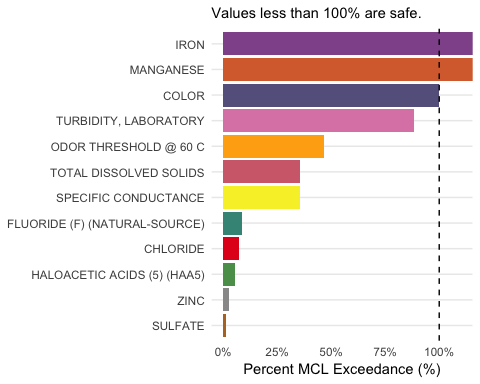 Values less than 100% are safe.
IRON
MANGANESE
COLOR
TURBIDITY, LABORATORY
ODOR THRESHOLD @ 60 C
TOTAL DISSOLVED SOLIDS
SPECIFIC CONDUCTANCE
FLUORIDE (F) (NATURAL-SOURCE)
CHLORIDE
HALOACETIC ACIDS (5) (HAA5)
ZINC
SULFATE
0% 25% 50% 75% 100%
Percent MCL Exceedance (%)